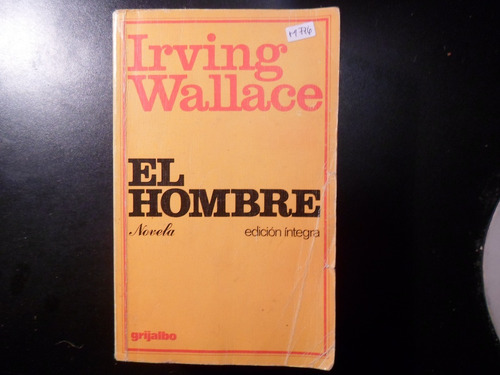 Irving
Wallace
EL
HOMBRE
Novela
edición íntegra
grijalbo